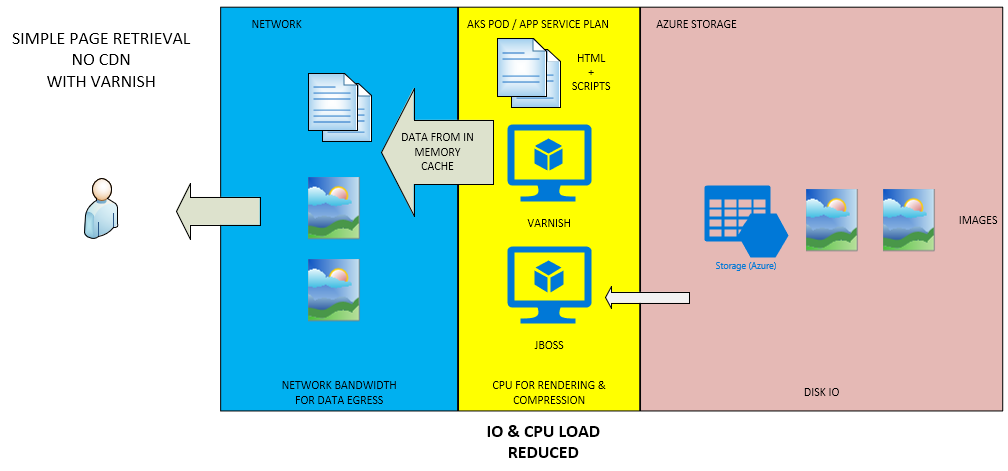 SIMPLE PAGE RETRIEVAL
NO CDN
WITH VARNISH
NETWORK
AKS POD / APP SERVICE PLAN
AZURE STORAGE
HTML
+
SCRIPTS
DATA FROM IN
MEMORY
CACHE
VARNISH
IMAGES
Storage (Azure)
JBOSS
NETWORK BANDWIDTH
FOR DATA EGRESS
CPU FOR RENDERING &
COMPRESSION
DISK IO
IO & CPU LOAD
REDUCED